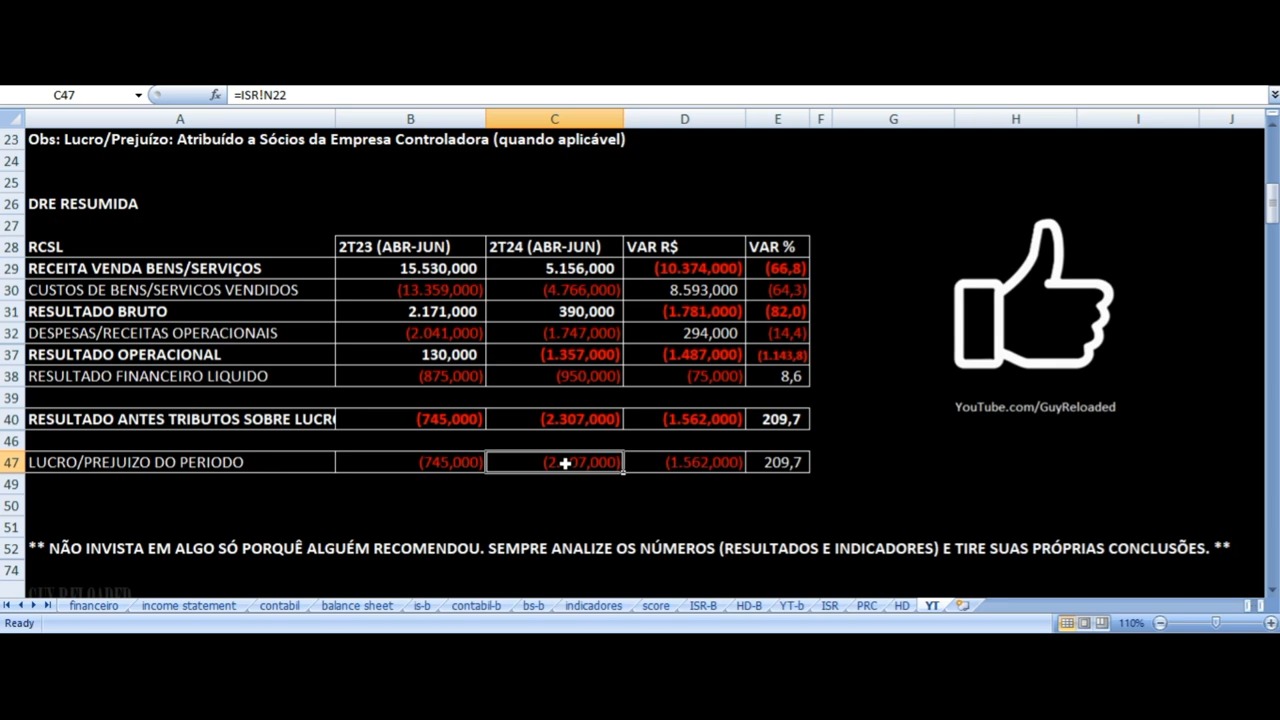 C47 fx =ISR!N22
A B C D E F G H I J
23 Obs: Lucro/Prejuízo: Atribuído a Sócios da Empresa Controladora (quando aplicável)
24
25
26 DRE RESUMIDA
27
28 RCSL 2T23 (ABR-JUN) 2T24 (ABR-JUN) VAR R$ VAR %
29 RECEITA VENDA BENS/SERVIÇOS 15.530,000 5.156,000 (10.374,000) (66,8)
30 CUSTOS DE BENS/SERVICOS VENDIDOS (13.359,000) (4.766,000) 8.593,000 (64,3)
31 RESULTADO BRUTO 2.171,000 390,000 (1.781,000) (82,0)
32 DESPESAS/RECEITAS OPERACIONAIS (2.041,000) (1.747,000) 294,000 (14,4)
37 RESULTADO OPERACIONAL 130,000 (1.357,000) (1.487,000) (1.143,8)
38 RESULTADO FINANCEIRO LIQUIDO (875,000) (950,000) (75,000) 8,6
YouTube.com/GuyReloaded
39
40 RESULTADO ANTES TRIBUTOS SOBRE LUCR (745,000) (2.307,000) (1.562,000) 209,7
46
47 LUCRO/PREJUIZO DO PERIODO (745,000) (1.562,000) 209,7
49
50
51
52 ** NÃO INVISTA EM ALGO SÓ PORQUÊ ALGUÉM RECOMENDOU. SEMPRE ANALIZE OS NÚMEROS (RESULTADOS E INDICADORES) E TIRE SUAS PRÓPRIAS CONCLUSÕES. **
74
financeiro income statement contabil balance sheet is-b contabil-b bs-b indicadores score ISR-B HD-B YT-b ISR PRC HD YT
Ready 110%